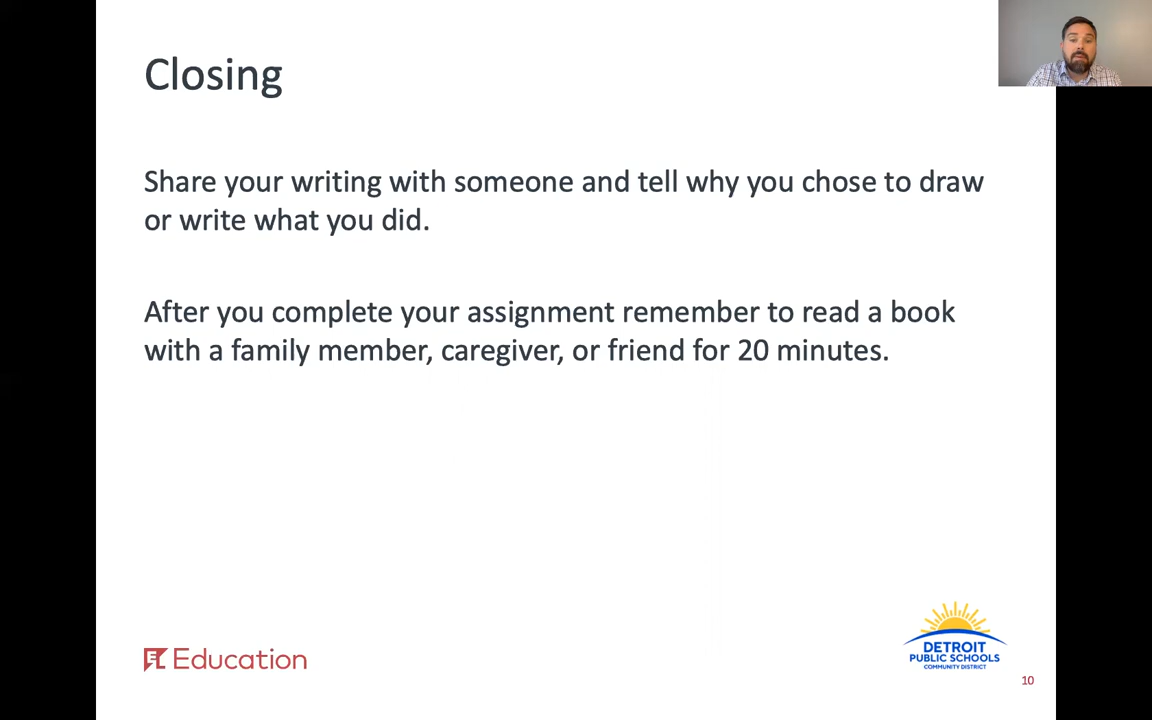 Closing
Share your writing with someone and tell why you chose to draw
or write what you did.
After you complete your assignment remember to read a book
with a family member, caregiver, or friend for 20 minutes.
EL Education
DETROIT
PUBLIC SCHOOLS
COMMUNITY DISTRICT
10